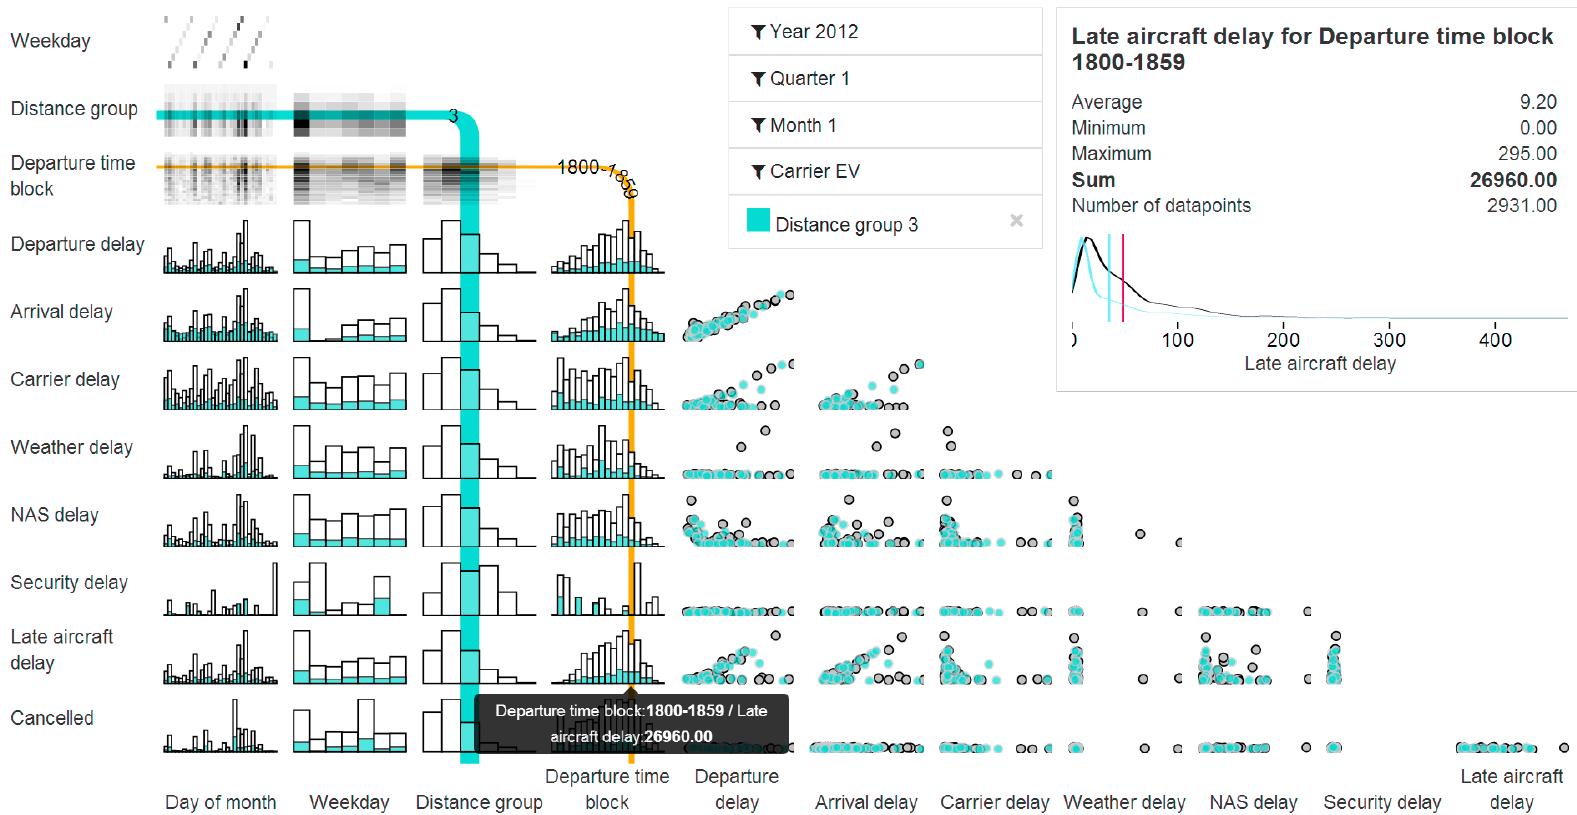 Weekday
Distance group
3
Departure time
block
1800-1859
Departure delay
Arrival delay
Carrier delay
Weather delay
NAS delay
Security delay
Late aircraft
delay
Cancelled
Year 2012
Quarter 1
Month 1
Carrier EV
Distance group 3 ×
Late aircraft delay for Departure time block
1800-1859
Average 9.20
Minimum 0.00
Maximum 295.00
Sum 26960.00
Number of datapoints 2931.00
0 100 200 300 400
Late aircraft delay
Departure time block:1800-1859 / Late
aircraft delay:26960.00
Day of month
Weekday
Distance group
Departure time
block
Departure
delay
Arrival delay
Carrier delay
Weather delay
NAS delay
Security delay
Late aircraft
delay